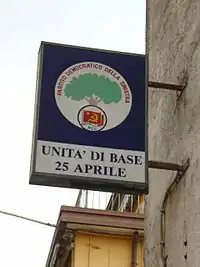 PARTITO DEMOCRATICO DELLA SINISTRA
UNITA' DI BASE
25 APRILE